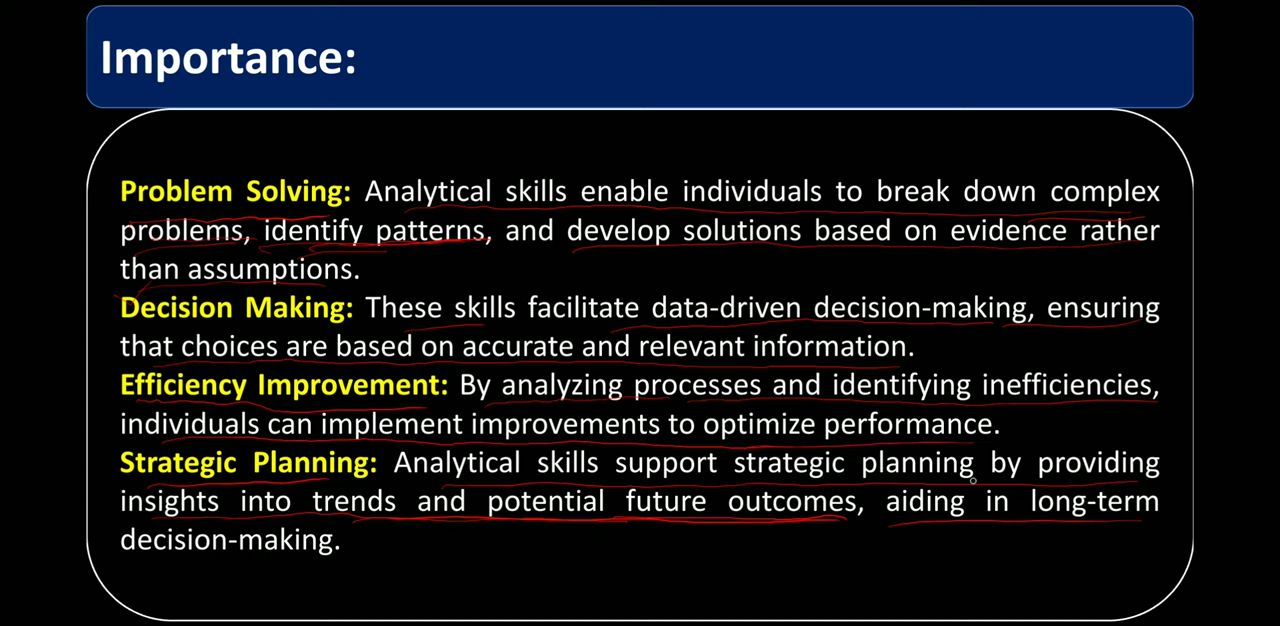 Importance:
Problem Solving: Analytical skills enable individuals to break down complex
problems, identify patterns, and develop solutions based on evidence rather
than assumptions.
Decision Making: These skills facilitate data-driven decision-making, ensuring
that choices are based on accurate and relevant information.
Efficiency Improvement: By analyzing processes and identifying inefficiencies,
individuals can implement improvements to optimize performance.
Strategic Planning: Analytical skills support strategic planning by providing
insights into trends and potential future outcomes, aiding in long-term
decision-making.